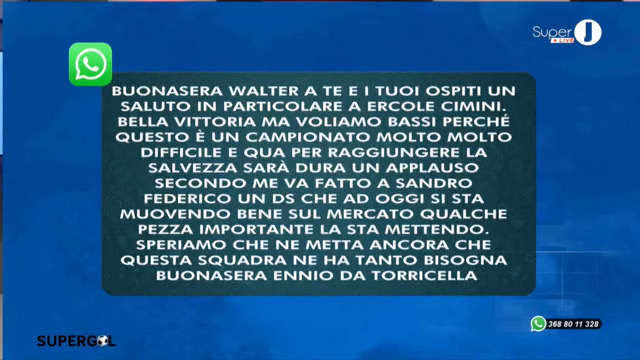 Super J
LIVE
BUONASERA WALTER A TE E I TUOI OSPITI UN
SALUTO IN PARTICOLARE A ERCOLE CIMINI.
BELLA VITTORIA MA VOLIAMO BASSI PERCHÉ
QUESTO È UN CAMPIONATO MOLTO MOLTO
DIFFICILE E QUA PER RAGGIUNGERE LA
SALVEZZA SARÀ DURA UN APPLAUSO
SECONDO ME VA FATTO A SANDRO
FEDERICO UN DS CHE AD OGGI SI STA
MUOVENDO BENE SUL MERCATO QUALCHE
PEZZA IMPORTANTE LA STA METTENDO.
SPERIAMO CHE NE METTA ANCORA CHE
QUESTA SQUADRA NE HA TANTO BISOGNA
BUONASERA ENNIO DA TORRICELLA
368 80 11 328
SUPERGOL